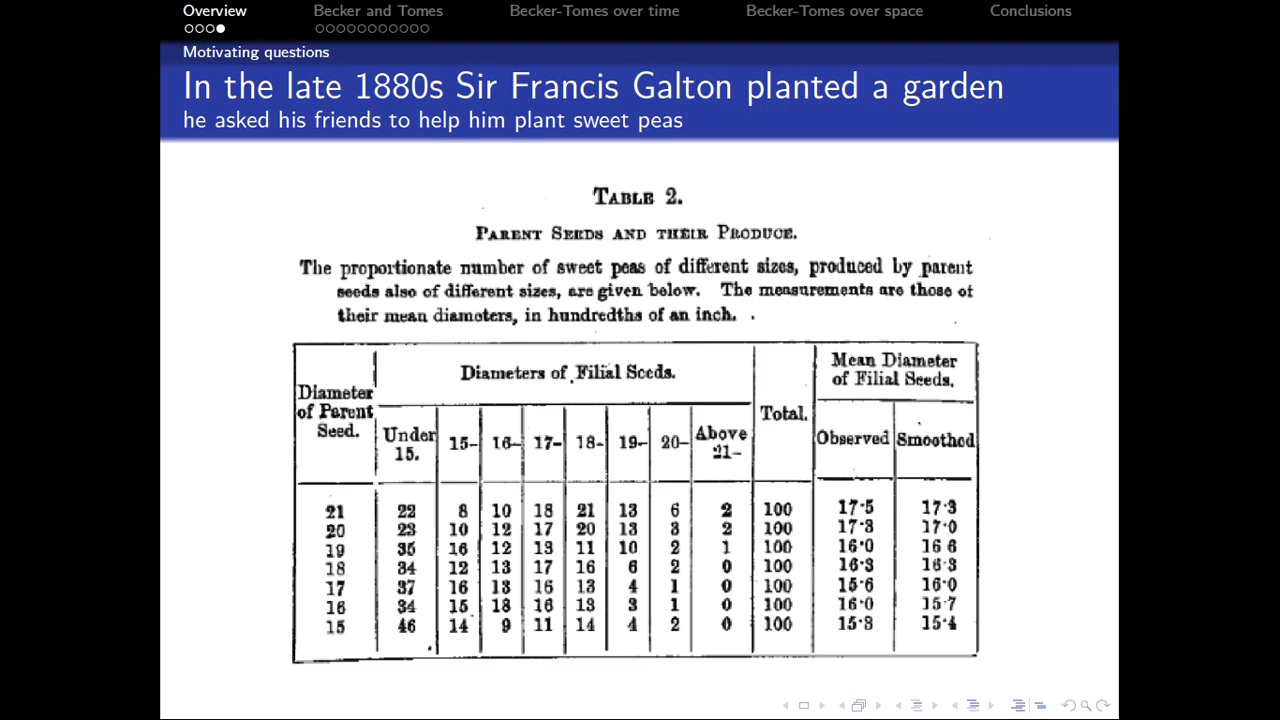 Overview Becker and Tomes Becker-Tomes over time Becker-Tomes over space Conclusions
Motivating questions
In the late 1880s Sir Francis Galton planted a garden
he asked his friends to help him plant sweet peas
TABLE 2.
PARENT SEEDS AND THEIR PRODUCE.
The proportionate number of sweet peas of different sizes, produced by parent
seeds also of different sizes, are given below. The measurements are those of
their mean diameters, in hundredths of an inch.
Diameter
of Parent
Seed.
Diameters of Filial Seeds.
Total.
Mean Diameter
of Filial Seeds.
Under
15.
15- 16- 17- 18- 19- 20-
Above
21-
Observed Smoothed
21 22 8 10 18 21 13 6 2 100 17·5 17·3
20 23 10 12 17 20 13 3 2 100 17·3 17·0
19 35 16 12 13 11 10 2 1 100 16·0 16 6
18 34 12 13 17 16 6 2 0 100 16·3 16·3
17 37 16 13 16 13 4 1 0 100 15·6 16·0
16 34 15 18 16 13 3 1 0 100 16·0 15·7
15 46 14 9 11 14 4 2 0 100 15·3 15·4